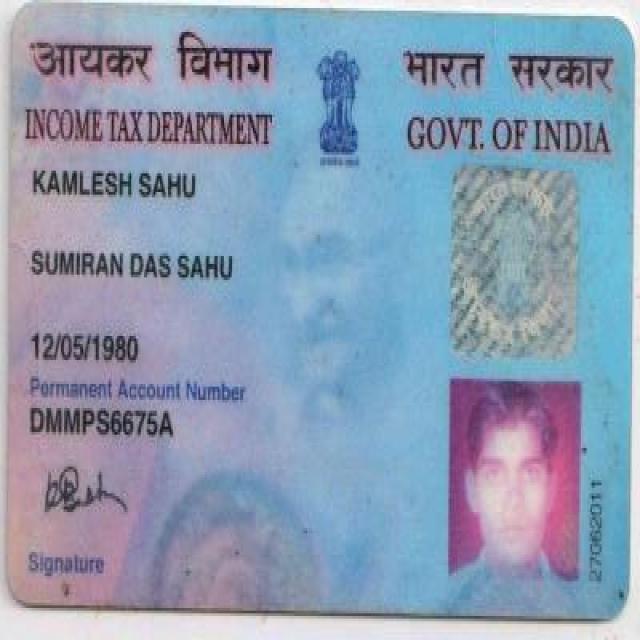 आयकर विभाग
INCOME TAX DEPARTMENT
भारत सरकार
GOVT. OF INDIA
KAMLESH SAHU
SUMIRAN DAS SAHU
12/05/1980
Permanent Account Number
DMMPS6675A
Signature
27062011